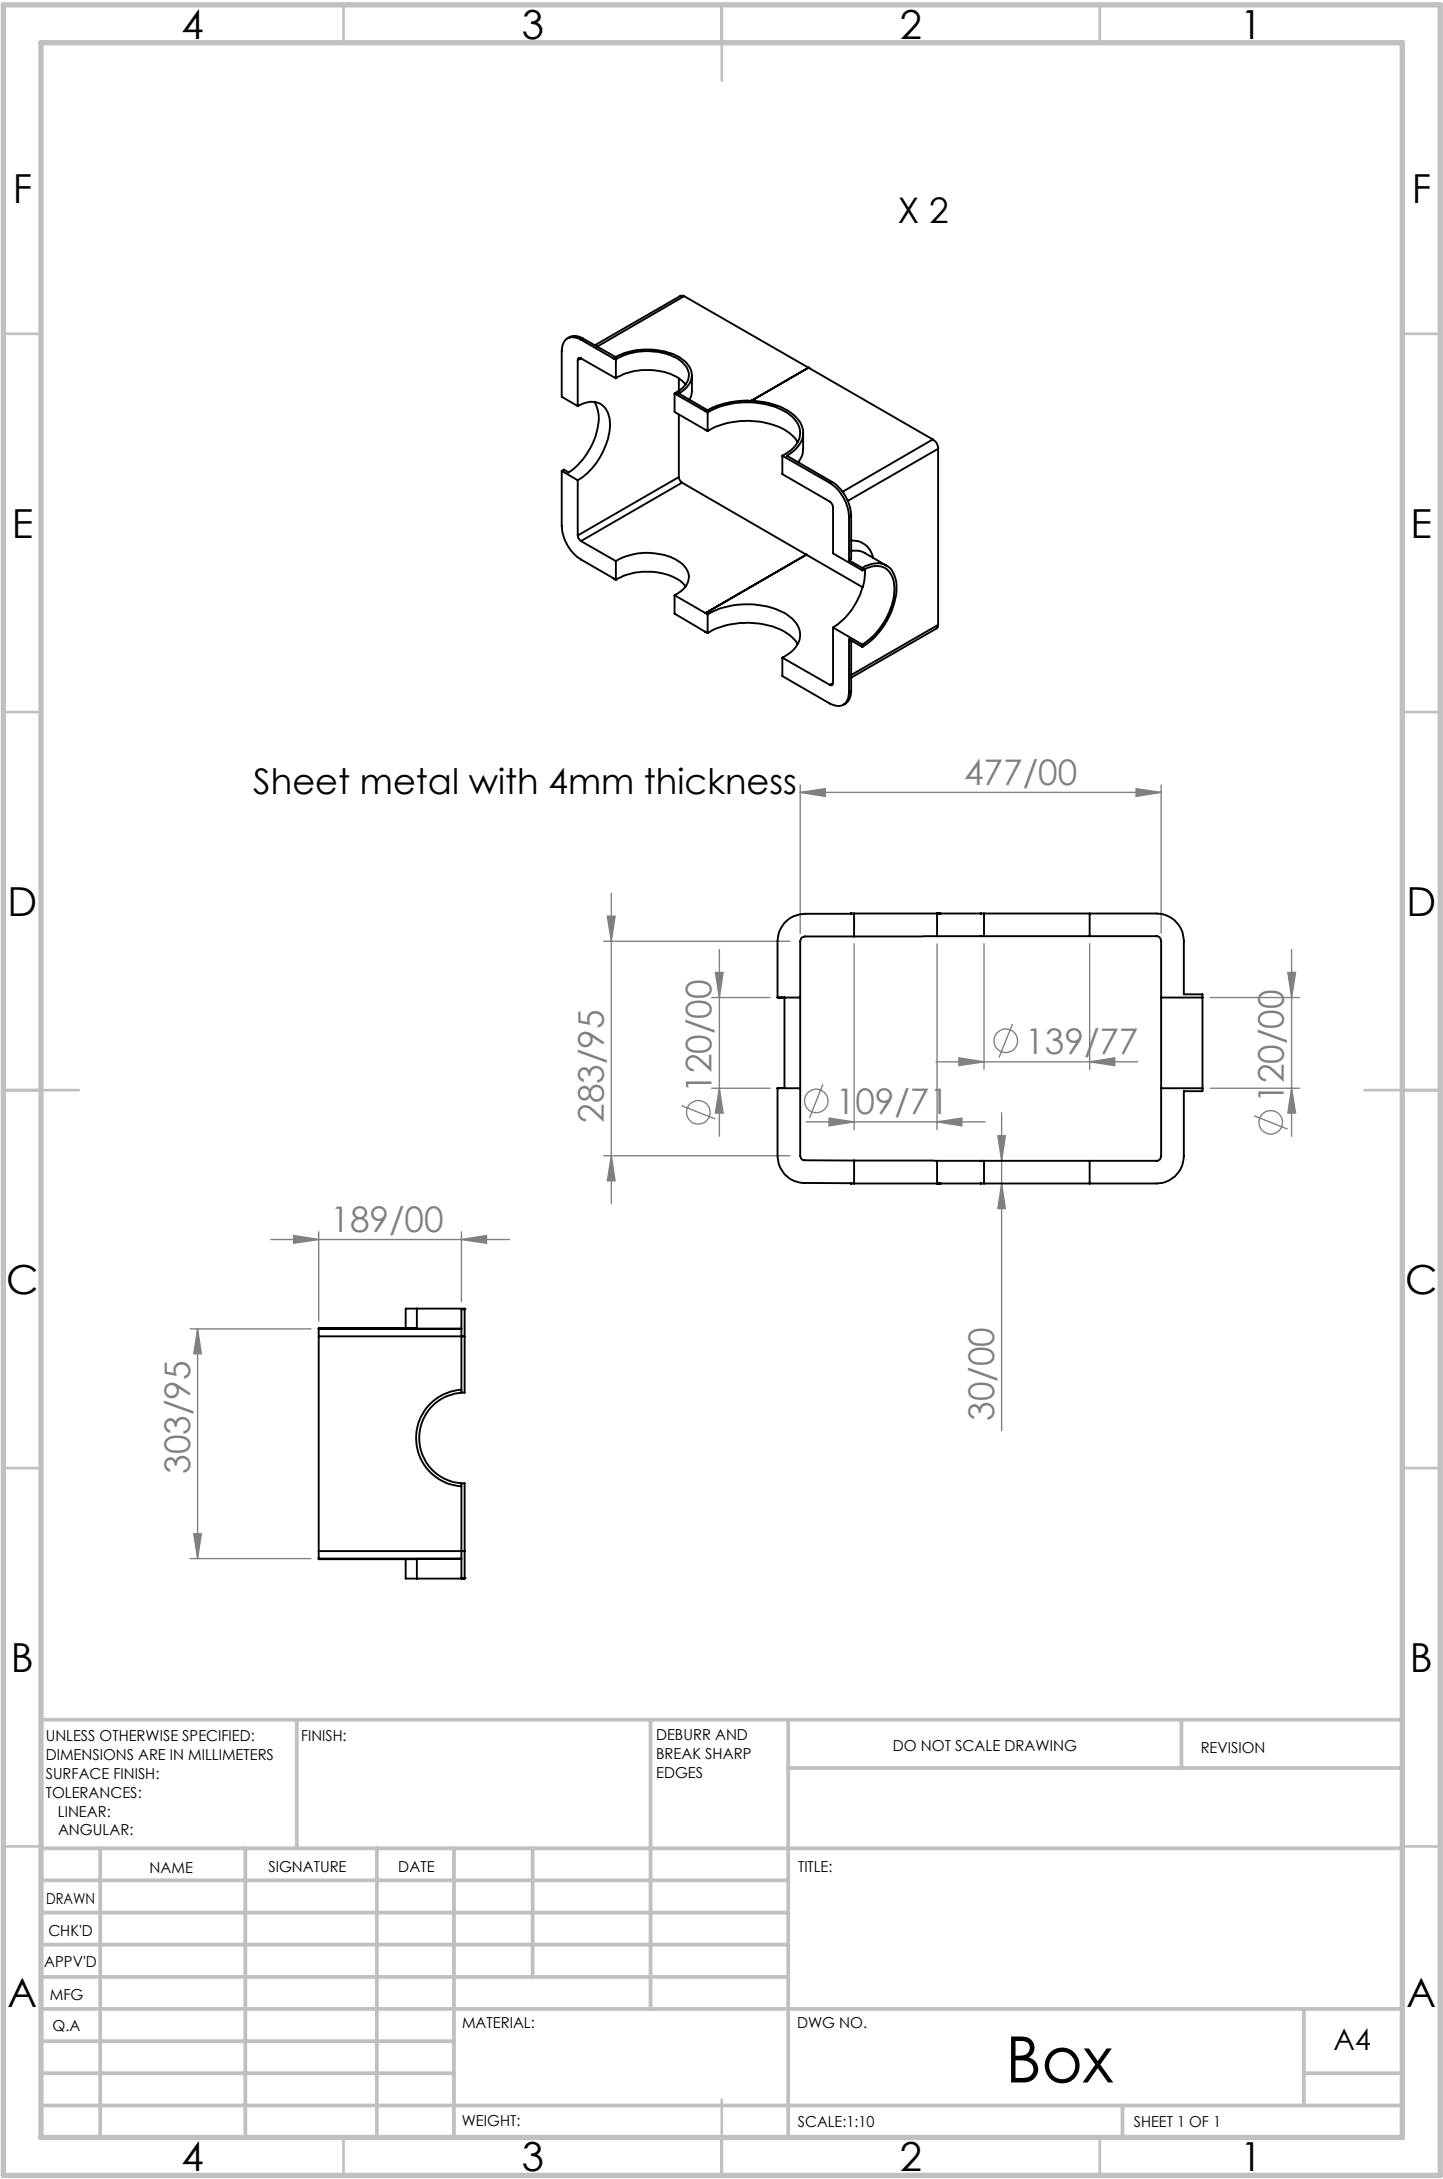 4 3 2 1
F F
X 2
E E
Sheet metal with 4mm thickness
477/00
D D
283/95
⌀ 120/00
⌀ 139/77
⌀ 109/71
⌀ 120/00
189/00
C C
303/95
30/00
B B
UNLESS OTHERWISE SPECIFIED:
DIMENSIONS ARE IN MILLIMETERS
SURFACE FINISH:
TOLERANCES:
LINEAR:
ANGULAR:
FINISH:
DEBURR AND
BREAK SHARP
EDGES
DO NOT SCALE DRAWING
REVISION
NAME SIGNATURE DATE
TITLE:
DRAWN
CHK'D
APPV'D
A A
MFG
Q.A
MATERIAL:
DWG NO.
Box
A4
WEIGHT:
SCALE:1:10
SHEET 1 OF 1
4 3 2 1